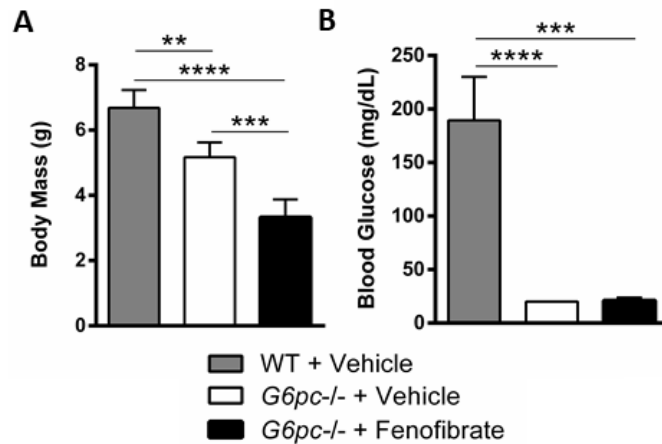 A
Body Mass (g)
8
6
4
2
0
**
****
***
B
Blood Glucose (mg/dL)
250
200
150
100
50
0
***
****
WT + Vehicle
G6pc-/- + Vehicle
G6pc-/- + Fenofibrate